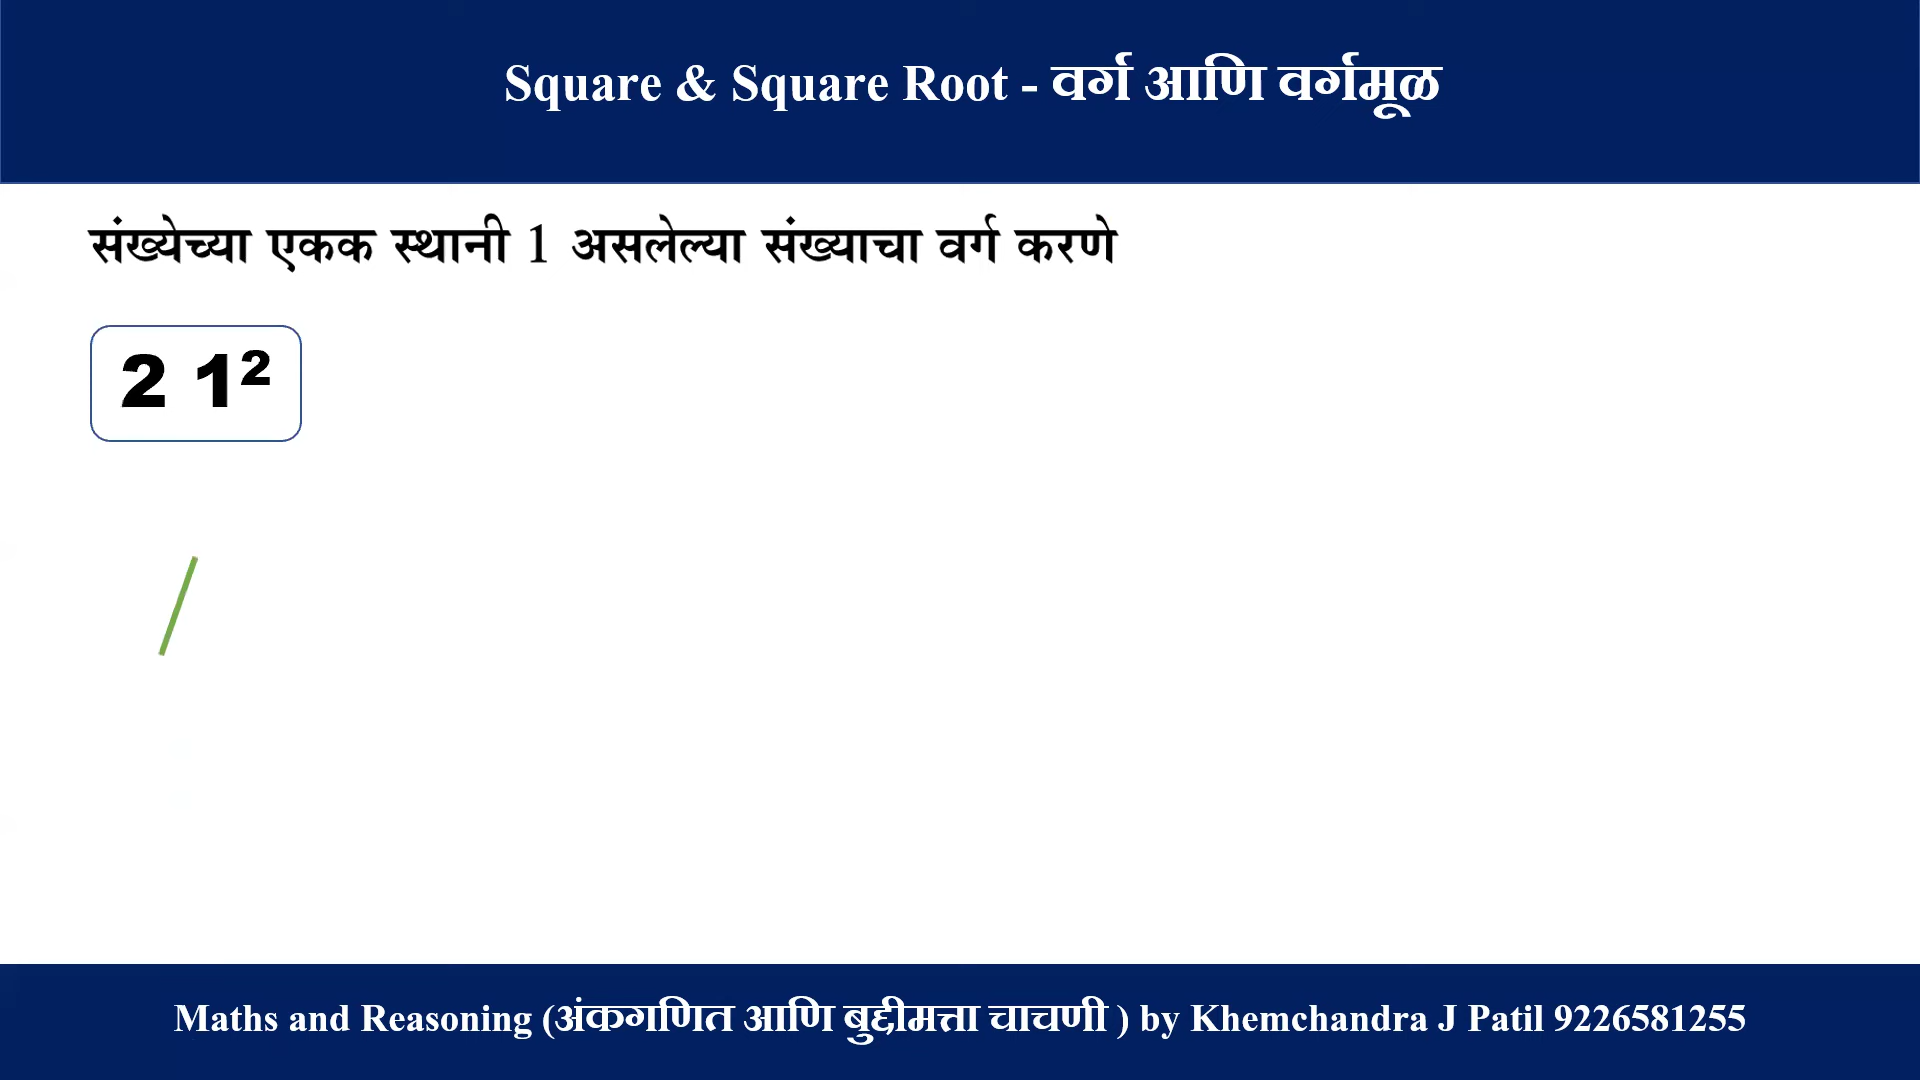 Square & Square Root - वर्ग आणि वर्गमूळ
संख्येच्या एकक स्थानी 1 असलेल्या संख्याचा वर्ग करणे
2 1²
Maths and Reasoning (अंकगणित आणि बुद्दीमत्ता चाचणी ) by Khemchandra J Patil 9226581255